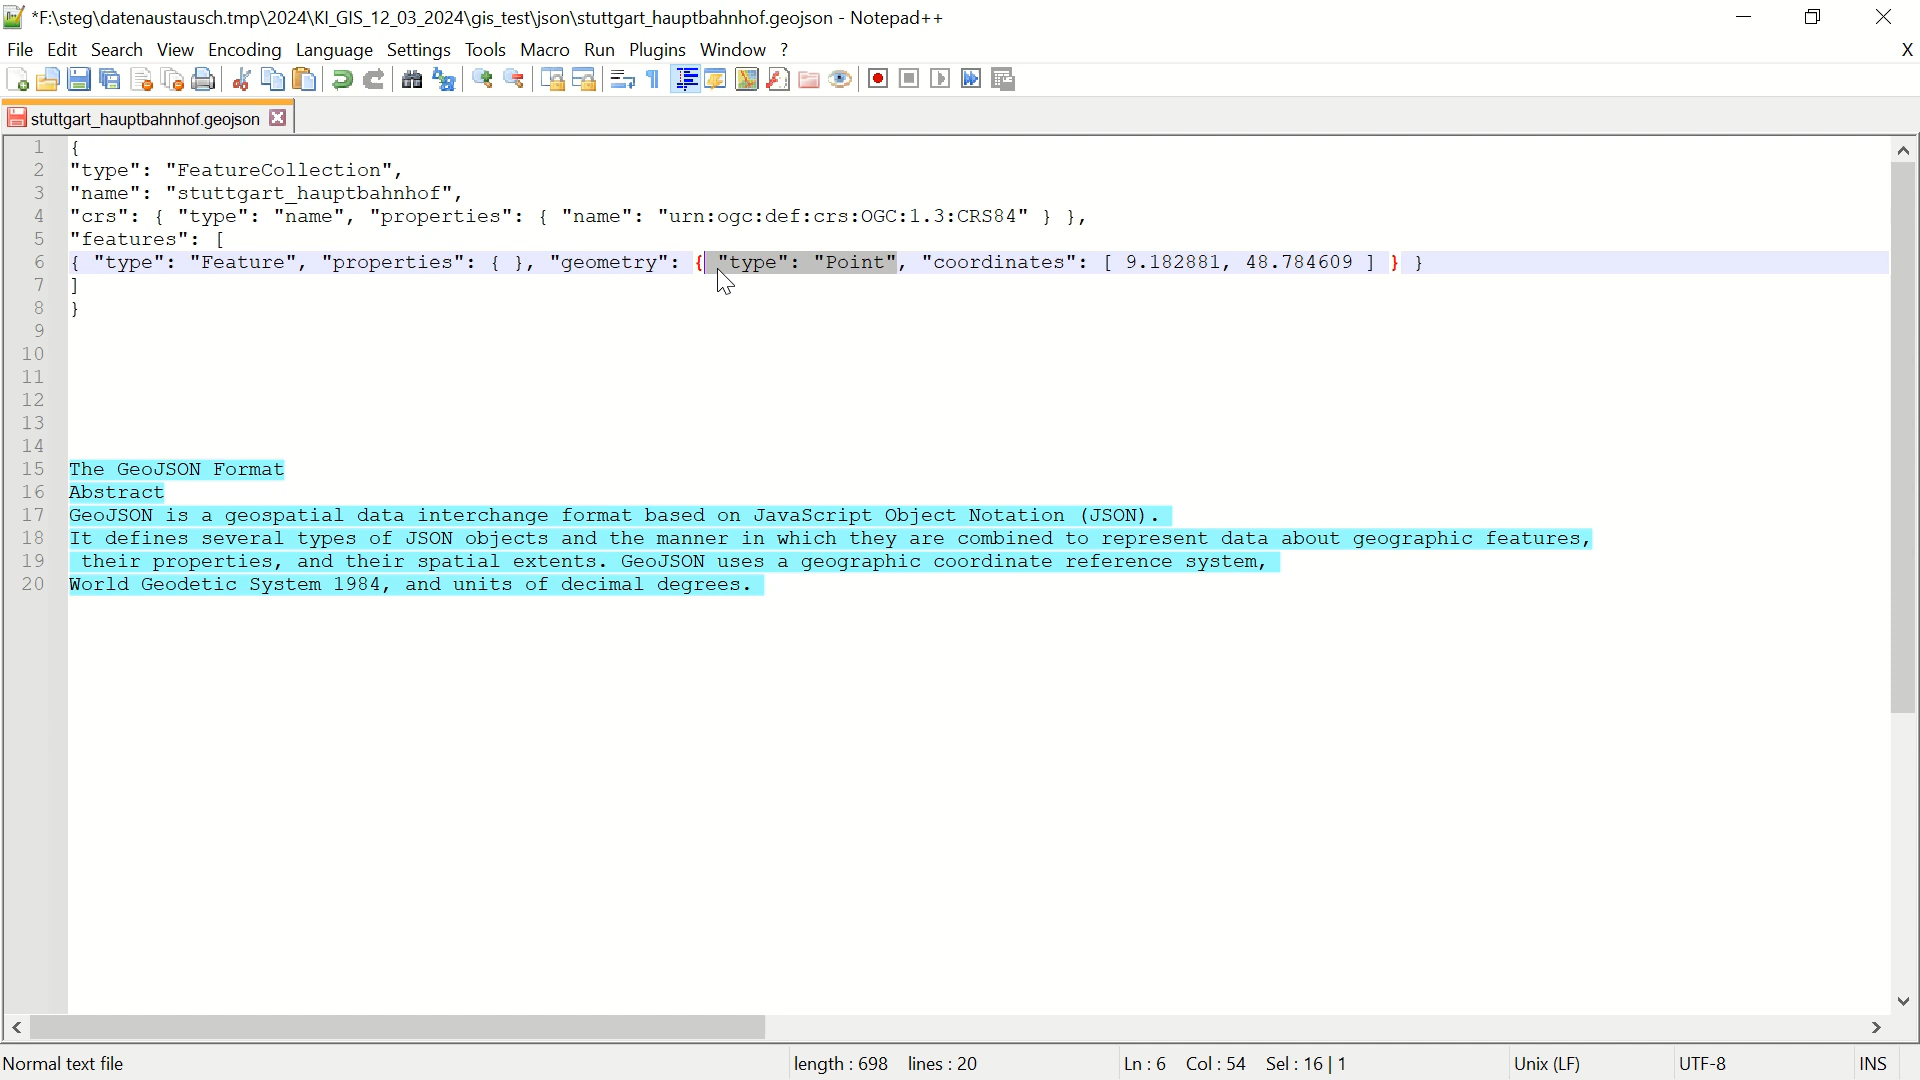 *F:\steg\datenaustausch.tmp\2024\KI_GIS_12_03_2024\gis_test\json\stuttgart_hauptbahnhof.geojson - Notepad++
File Edit Search View Encoding Language Settings Tools Macro Run Plugins Window ? X
stuttgart_hauptbahnhof.geojson
1 {
2 "type": "FeatureCollection",
3 "name": "stuttgart_hauptbahnhof",
4 "crs": { "type": "name", "properties": { "name": "urn:ogc:def:crs:OGC:1.3:CRS84" } },
5 "features": [
6 { "type": "Feature", "properties": { }, "geometry": { "type": "Point", "coordinates": [ 9.182881, 48.784609 ] } }
7 ]
8 }
9
10
11
12
13
14
15 The GeoJSON Format
16 Abstract
17 GeoJSON is a geospatial data interchange format based on JavaScript Object Notation (JSON).
18 It defines several types of JSON objects and the manner in which they are combined to represent data about geographic features,
19 their properties, and their spatial extents. GeoJSON uses a geographic coordinate reference system,
20 World Geodetic System 1984, and units of decimal degrees.
Normal text file length : 698 lines : 20 Ln : 6 Col : 54 Sel : 16 | 1 Unix (LF) UTF-8 INS